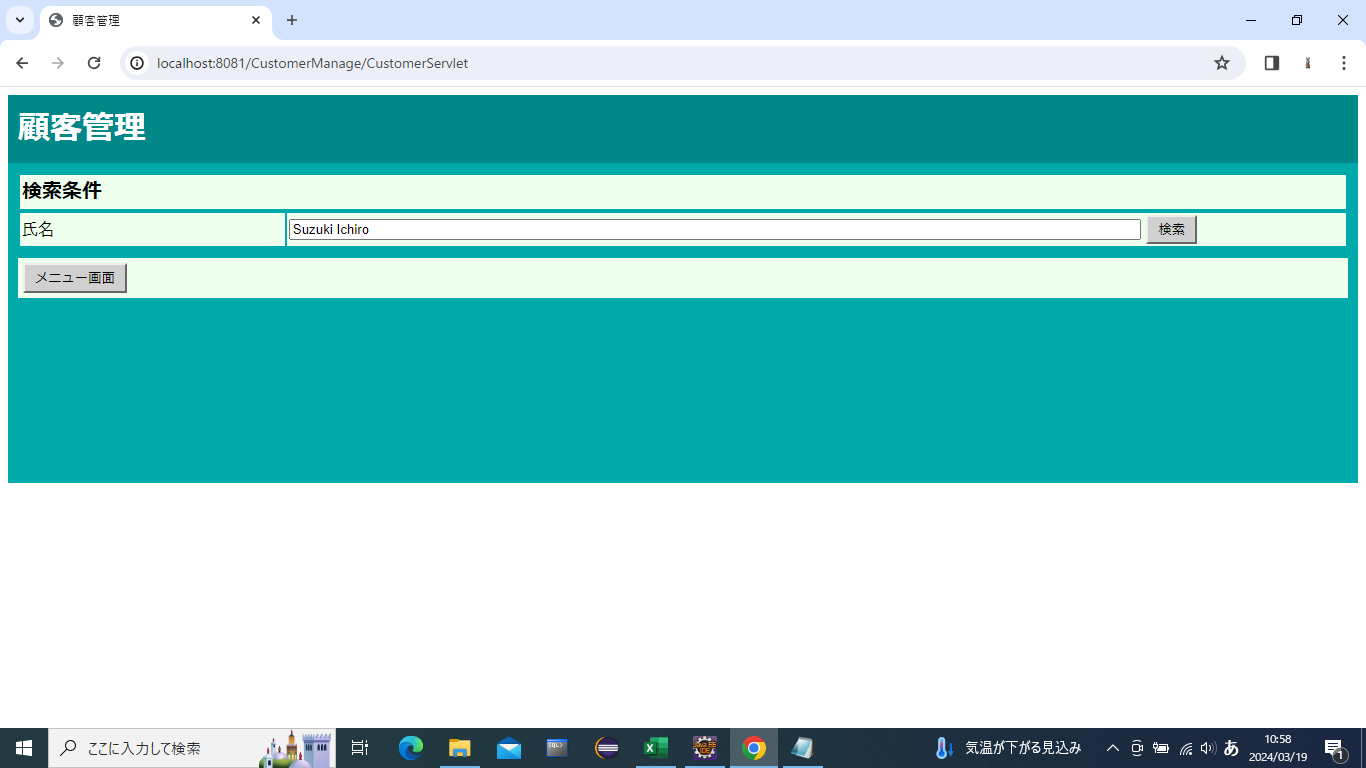 顧客管理
localhost:8081/CustomerManage/CustomerServlet
顧客管理
検索条件
氏名 Suzuki Ichiro 検索
メニュー画面
ここに入力して検索
気温が下がる見込み
あ
10:58
2024/03/19
1